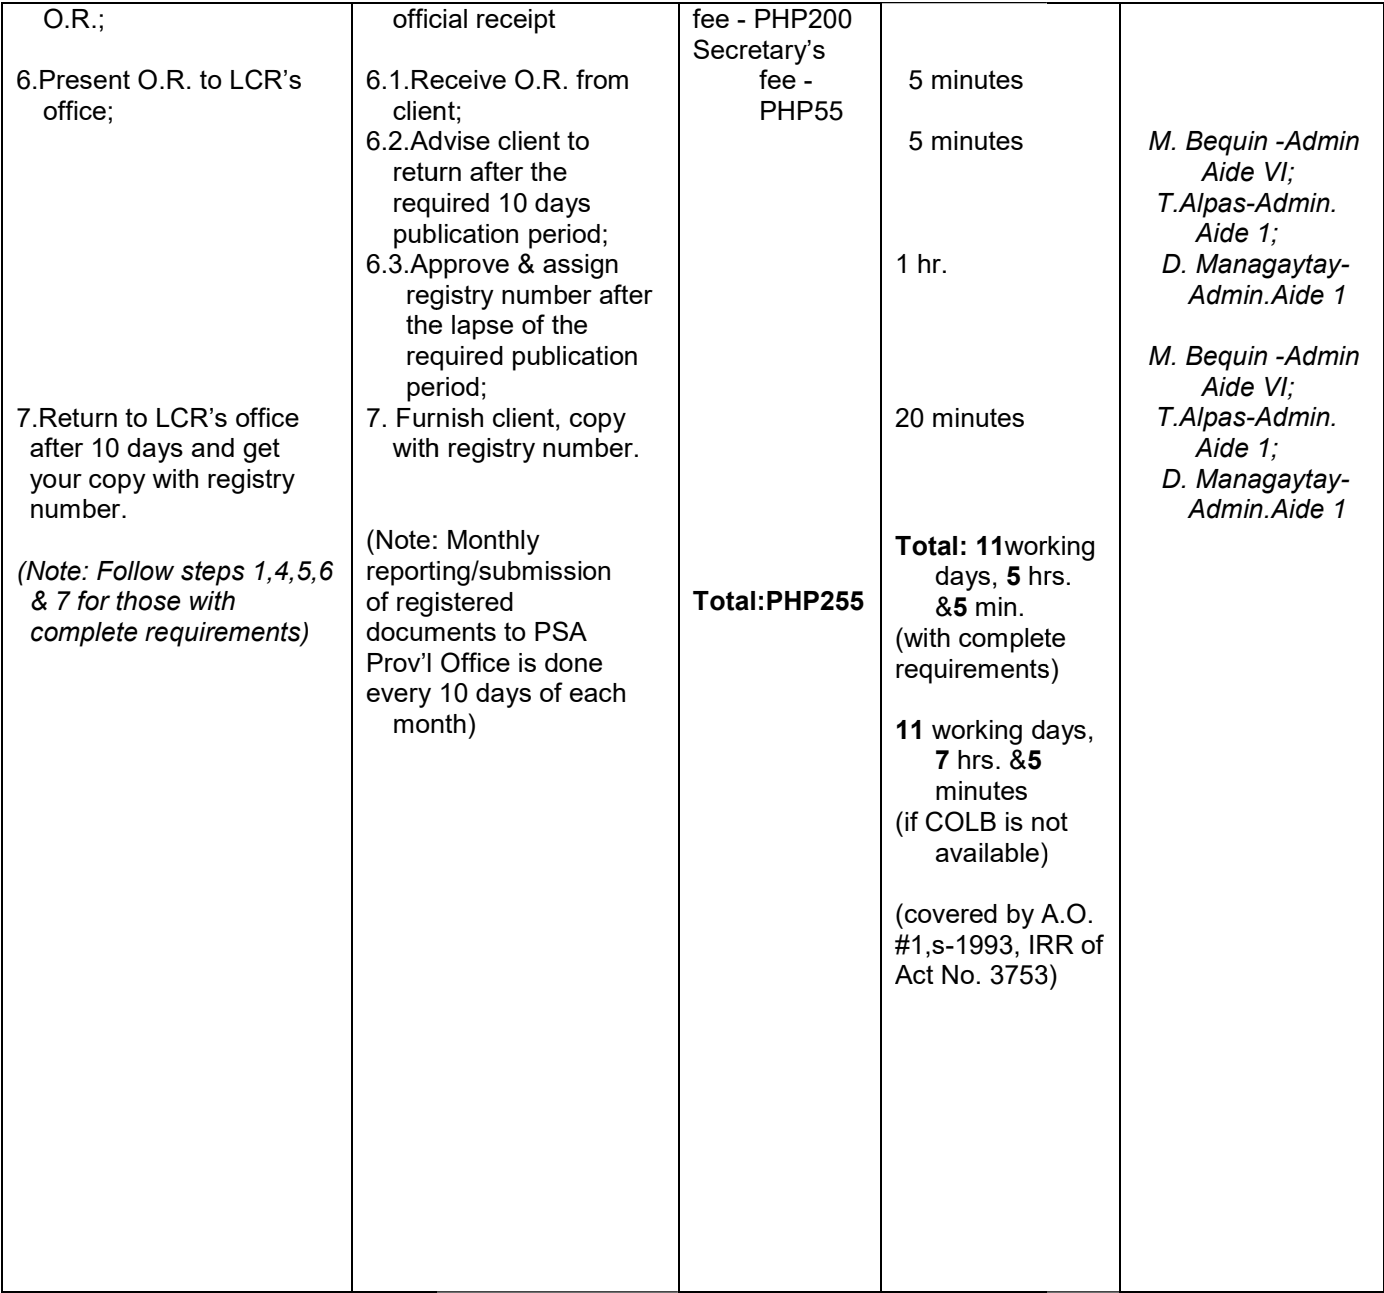 O.R.;
6.Present O.R. to LCR’s
office;
7.Return to LCR’s office
after 10 days and get
your copy with registry
number.
(Note: Follow steps 1,4,5,6
& 7 for those with
complete requirements)
official receipt
6.1.Receive O.R. from
client;
6.2.Advise client to
return after the
required 10 days
publication period;
6.3.Approve & assign
registry number after
the lapse of the
required publication
period;
7. Furnish client, copy
with registry number.
(Note: Monthly
reporting/submission
of registered
documents to PSA
Prov’l Office is done
every 10 days of each
month)
fee - PHP200
Secretary’s
fee -
PHP55
Total:PHP255
5 minutes
5 minutes
1 hr.
20 minutes
Total: 11working
days, 5 hrs.
&5 min.
(with complete
requirements)
11 working days,
7 hrs. &5
minutes
(if COLB is not
available)
(covered by A.O.
#1,s-1993, IRR of
Act No. 3753)
M. Bequin -Admin
Aide VI;
T.Alpas-Admin.
Aide 1;
D. Managaytay-
Admin.Aide 1
M. Bequin -Admin
Aide VI;
T.Alpas-Admin.
Aide 1;
D. Managaytay-
Admin.Aide 1